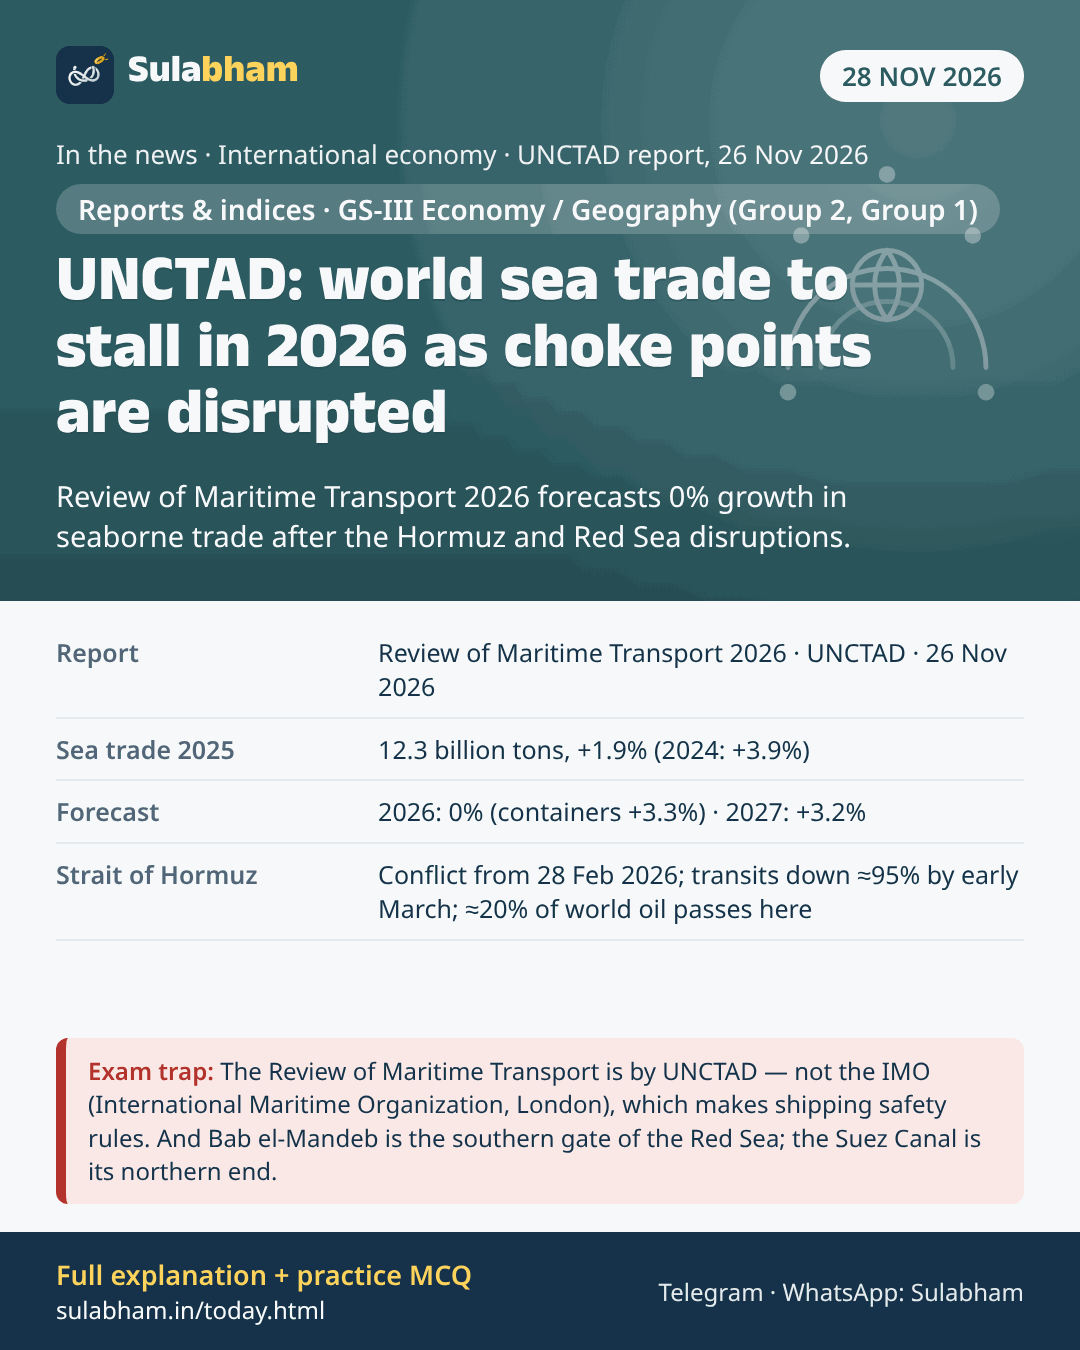 Sulabham
28 NOV 2026
In the news · International economy · UNCTAD report, 26 Nov 2026
Reports & indices · GS-III Economy / Geography (Group 2, Group 1)
UNCTAD: world sea trade to
stall in 2026 as choke points
are disrupted
Review of Maritime Transport 2026 forecasts 0% growth in
seaborne trade after the Hormuz and Red Sea disruptions.
Report
Review of Maritime Transport 2026 · UNCTAD · 26 Nov
2026
Sea trade 2025
12.3 billion tons, +1.9% (2024: +3.9%)
Forecast
2026: 0% (containers +3.3%) · 2027: +3.2%
Strait of Hormuz
Conflict from 28 Feb 2026; transits down ≈95% by early
March; ≈20% of world oil passes here
Exam trap: The Review of Maritime Transport is by UNCTAD — not the IMO
(International Maritime Organization, London), which makes shipping safety
rules. And Bab el-Mandeb is the southern gate of the Red Sea; the Suez Canal is
its northern end.
Full explanation + practice MCQ
sulabham.in/today.html
Telegram · WhatsApp: Sulabham